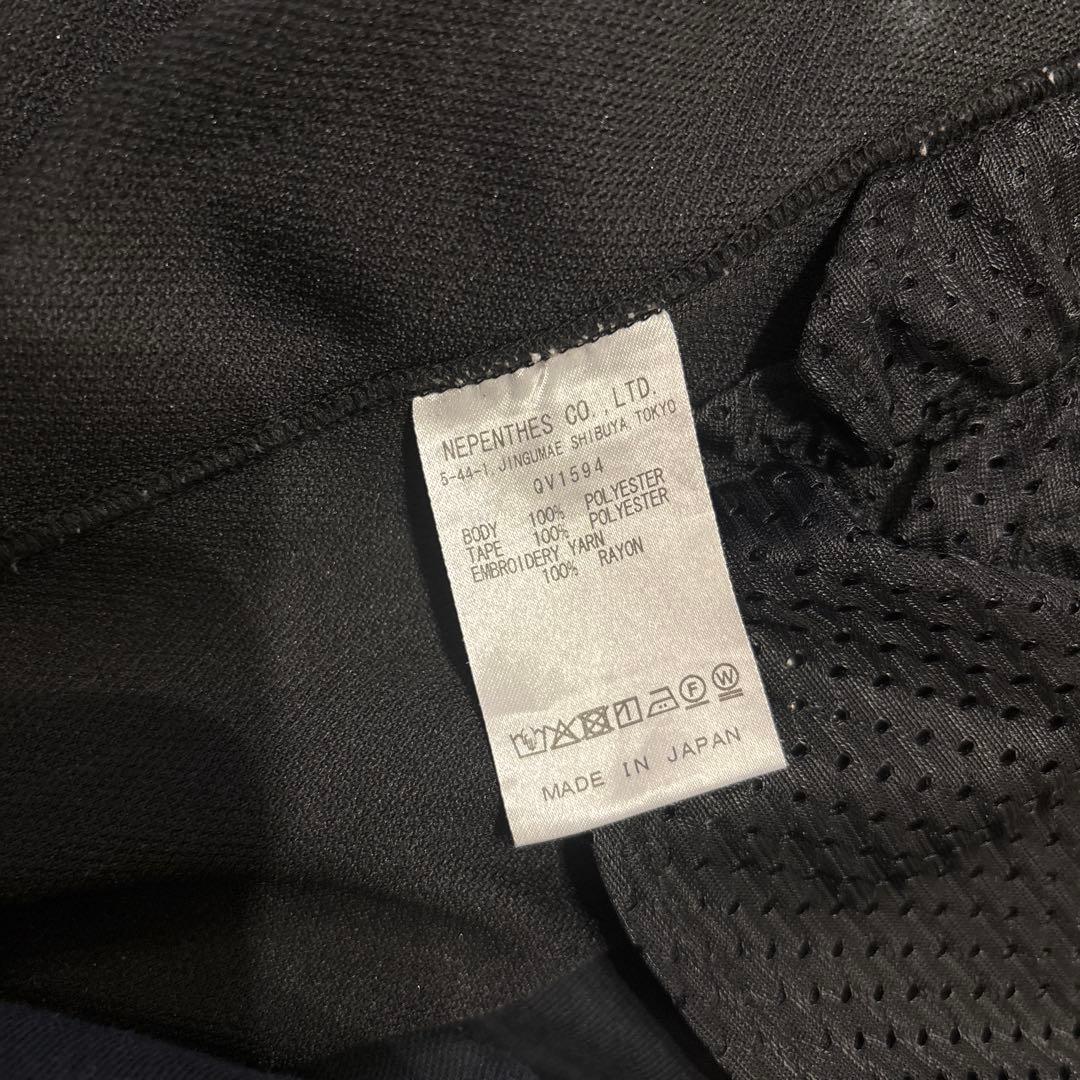 NEPENTHES CO.,LTD.
5-44-1, JINGUMAE SHIBUYA, TOKYO
QV1594
BODY 100% POLYESTER
TAPE 100% POLYESTER
EMBROIDERY YARN
100% RAYON
F W
MADE IN JAPAN